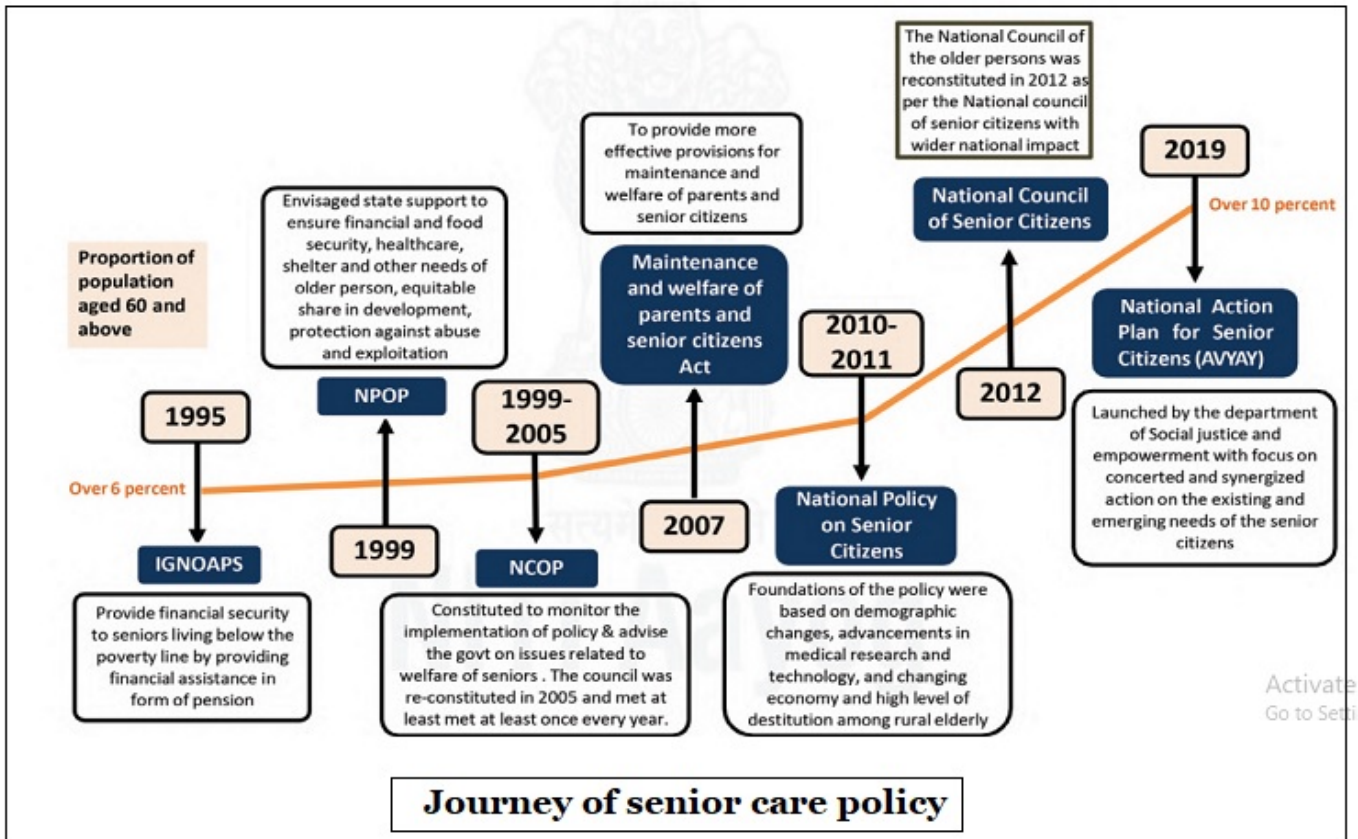 The National Council of
the older persons was
reconstituted in 2012 as
per the National council
of senior citizens with
wider national impact
To provide more
effective provisions for
maintenance and
welfare of parents and
senior citizens
2019
Envisaged state support to
ensure financial and food
security, healthcare,
shelter and other needs of
older person, equitable
share in development,
protection against abuse
and exploitation
National Council
of Senior Citizens
Over 10 percent
Proportion of
population
aged 60 and
above
Maintenance
and welfare of
parents and
senior citizens
Act
2010-
2011
National Action
Plan for Senior
Citizens (AVYAY)
NPOP
1999-
2005
2012
1995
Launched by the department
of Social justice and
empowerment with focus on
concerted and synergized
action on the existing and
emerging needs of the senior
citizens
Over 6 percent
1999
2007
National Policy
on Senior
Citizens
IGNOAPS
NCOP
Provide financial security
to seniors living below the
poverty line by providing
financial assistance in
form of pension
Constituted to monitor the
implementation of policy & advise
the govt on issues related to
welfare of seniors . The council was
re-constituted in 2005 and met at
least met at least once every year.
Foundations of the policy were
based on demographic
changes, advancements in
medical research and
technology, and changing
economy and high level of
destitution among rural elderly
Activate
Go to Setti
Journey of senior care policy